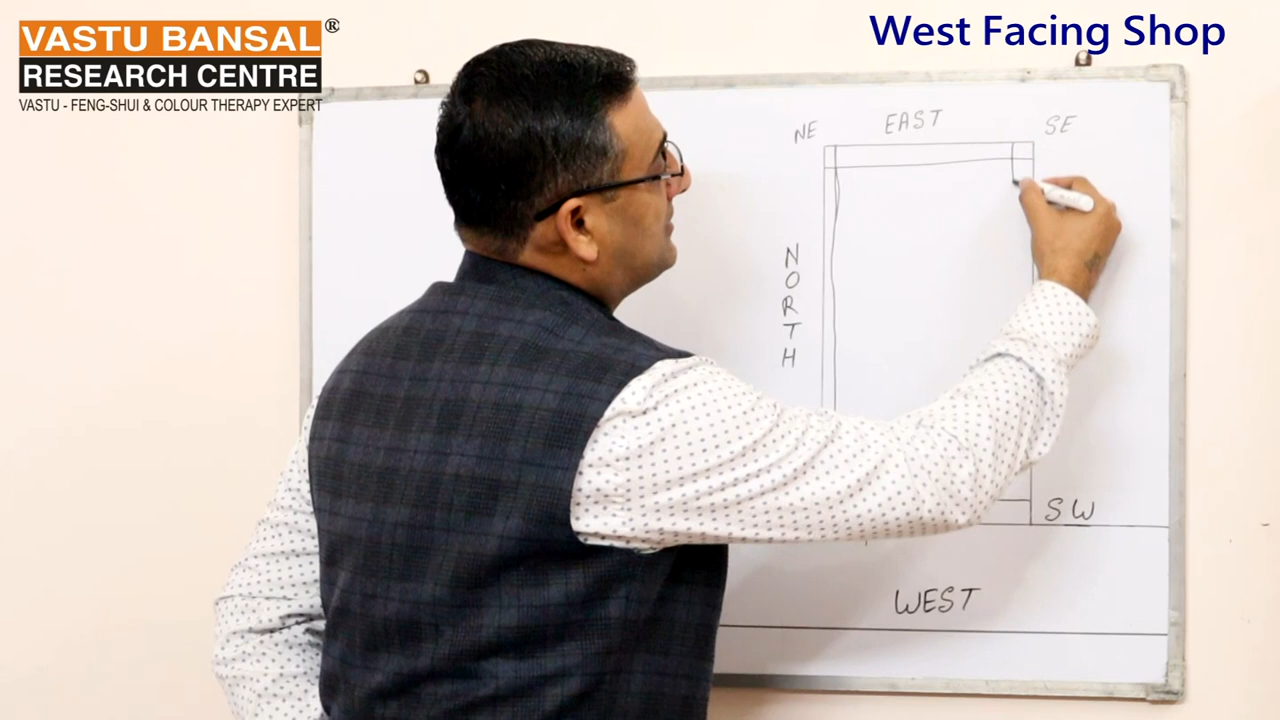 VASTU BANSAL®
RESEARCH CENTRE
VASTU - FENG-SHUI & COLOUR THERAPY EXPERT
West Facing Shop
NE EAST SE
NORTH
SW
WEST